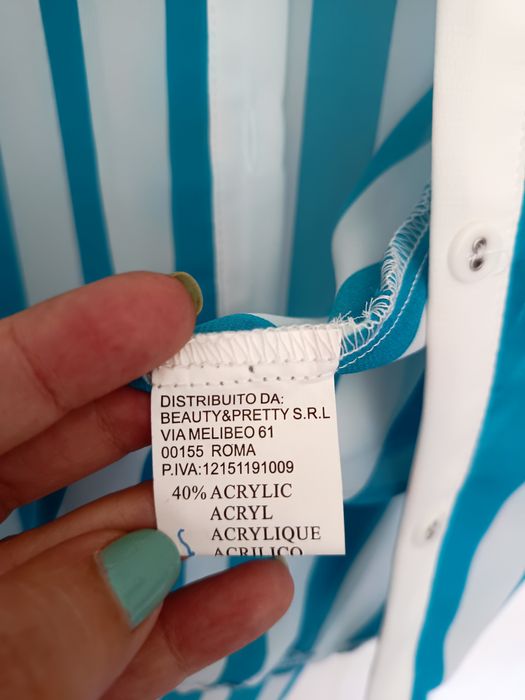 DISTRIBUITO DA:
BEAUTY&PRETTY S.R.L
VIA MELIBEO 61
00155 ROMA
P.IVA:12151191009
40% ACRYLIC
ACRYL
ACRYLIQUE
ACRILICO